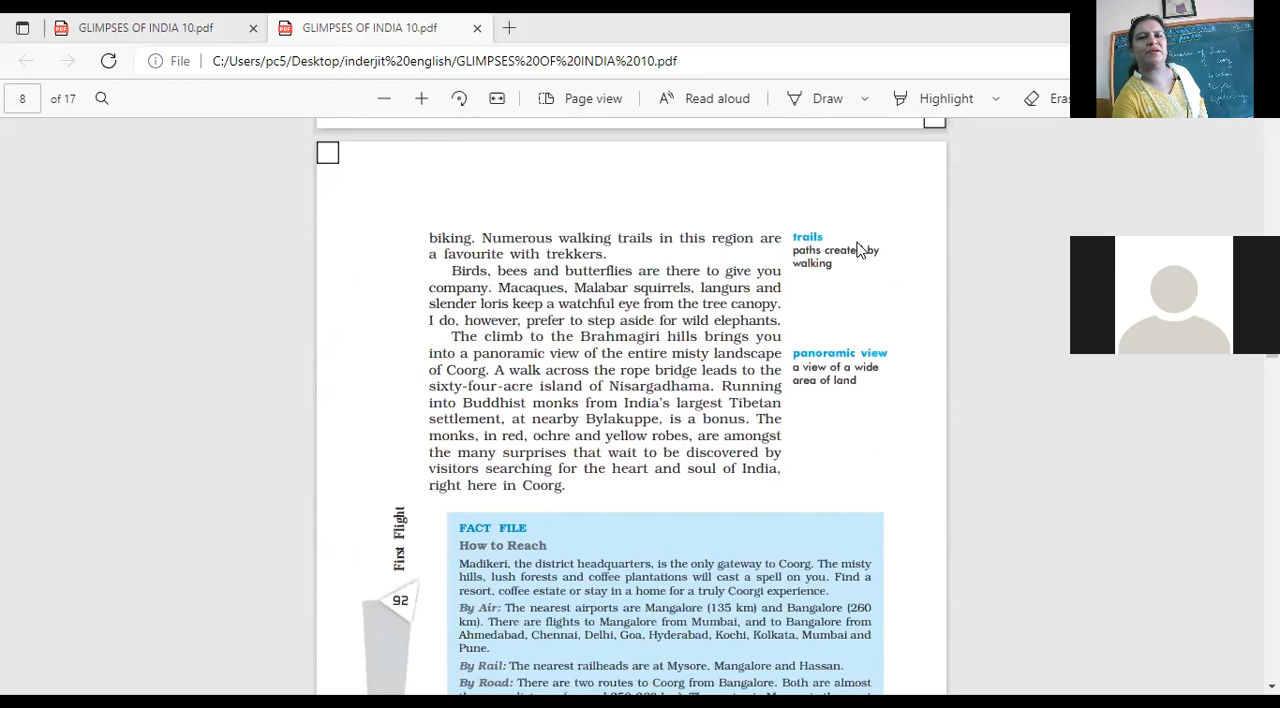 GLIMPSES OF INDIA 10.pdf
GLIMPSES OF INDIA 10.pdf
File
C:/Users/pc5/Desktop/inderjit%20english/GLIMPSES%20OF%20INDIA%2010.pdf
8 of 17
Page view
Read aloud
Draw
Highlight
biking. Numerous walking trails in this region are
a favourite with trekkers.
Birds, bees and butterflies are there to give you
company. Macaques, Malabar squirrels, langurs and
slender loris keep a watchful eye from the tree canopy.
I do, however, prefer to step aside for wild elephants.
The climb to the Brahmagiri hills brings you
into a panoramic view of the entire misty landscape
of Coorg. A walk across the rope bridge leads to the
sixty-four-acre island of Nisargadhama. Running
into Buddhist monks from India's largest Tibetan
settlement, at nearby Bylakuppe, is a bonus. The
monks, in red, ochre and yellow robes, are amongst
the many surprises that wait to be discovered by
visitors searching for the heart and soul of India,
right here in Coorg.
trails
paths created by
walking
panoramic view
a view of a wide
area of land
First Flight
92
FACT FILE
How to Reach
Madikeri, the district headquarters, is the only gateway to Coorg. The misty
hills, lush forests and coffee plantations will cast a spell on you. Find a
resort, coffee estate or stay in a home for a truly Coorgi experience.
By Air: The nearest airports are Mangalore (135 km) and Bangalore (260
km). There are flights to Mangalore from Mumbai, and to Bangalore from
Ahmedabad, Chennai, Delhi, Goa, Hyderabad, Kochi, Kolkata, Mumbai and
Pune.
By Rail: The nearest railheads are at Mysore, Mangalore and Hassan.
By Road: There are two routes to Coorg from Bangalore. Both are almost